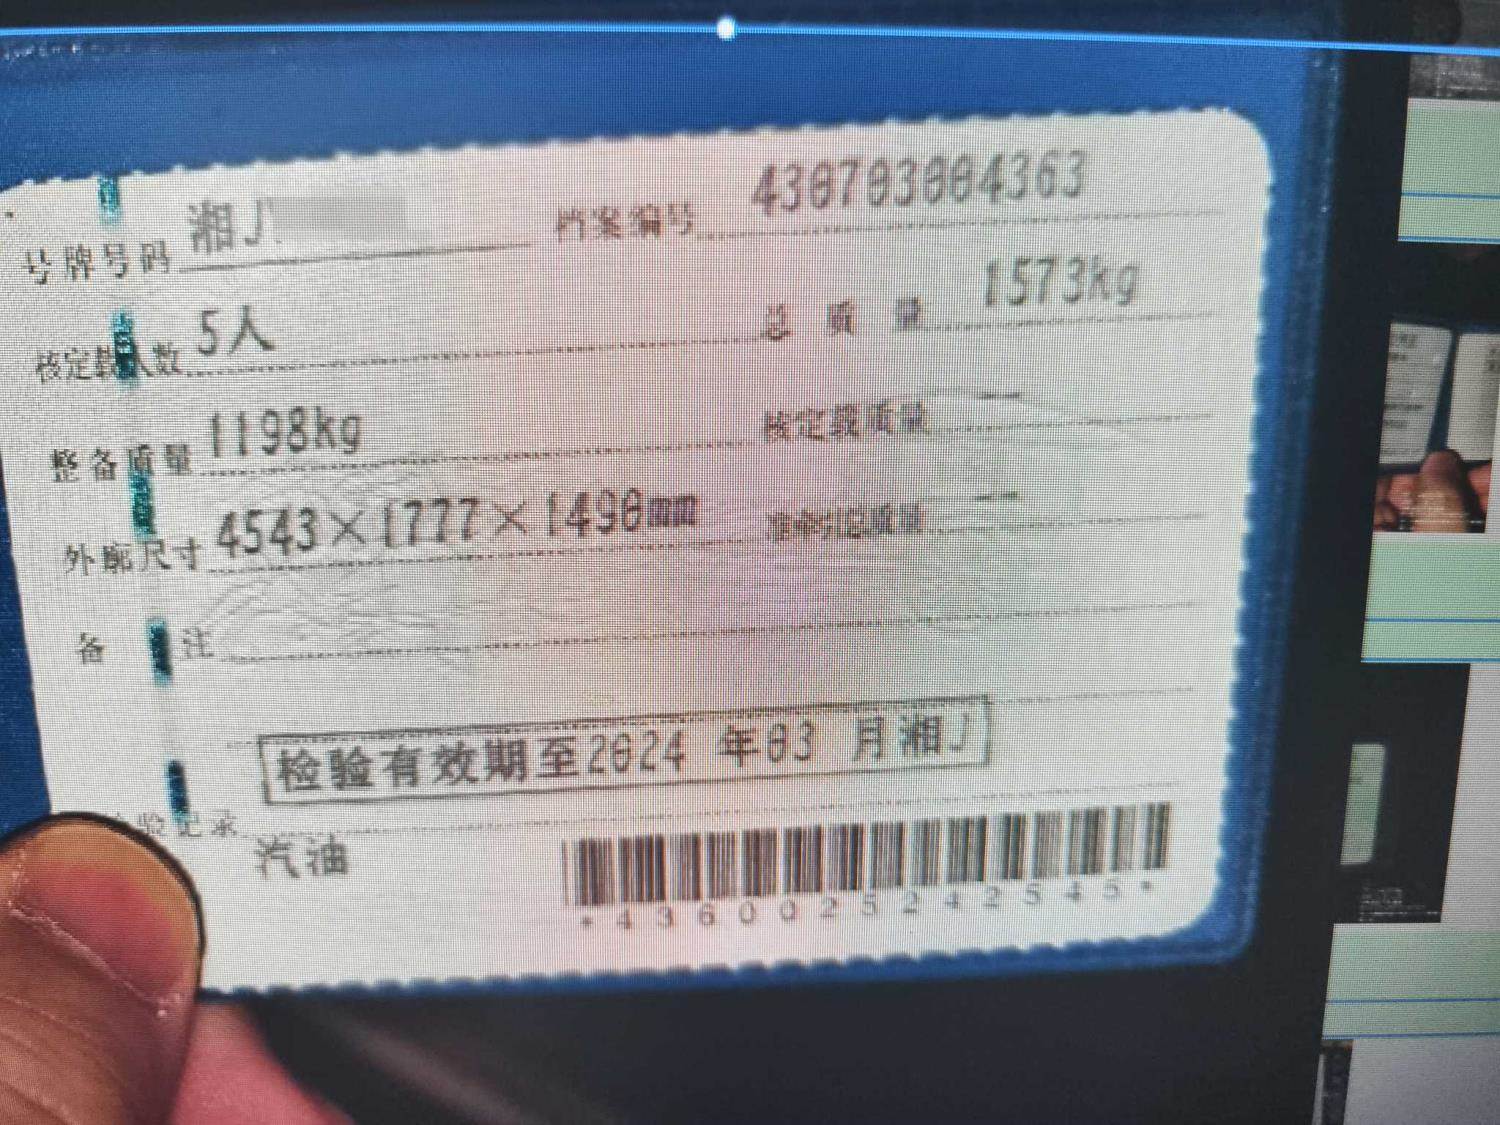 号牌号码 湘J 档案编号 430703004363
核定载人数 5人 总质量 1573kg
整备质量 1198kg 核定载质量 --
外廓尺寸 4543×1777×1490mm 准牵引总质量 --
备注
检验有效期至2024 年03 月湘J
检验记录
汽油
*4360025242545*